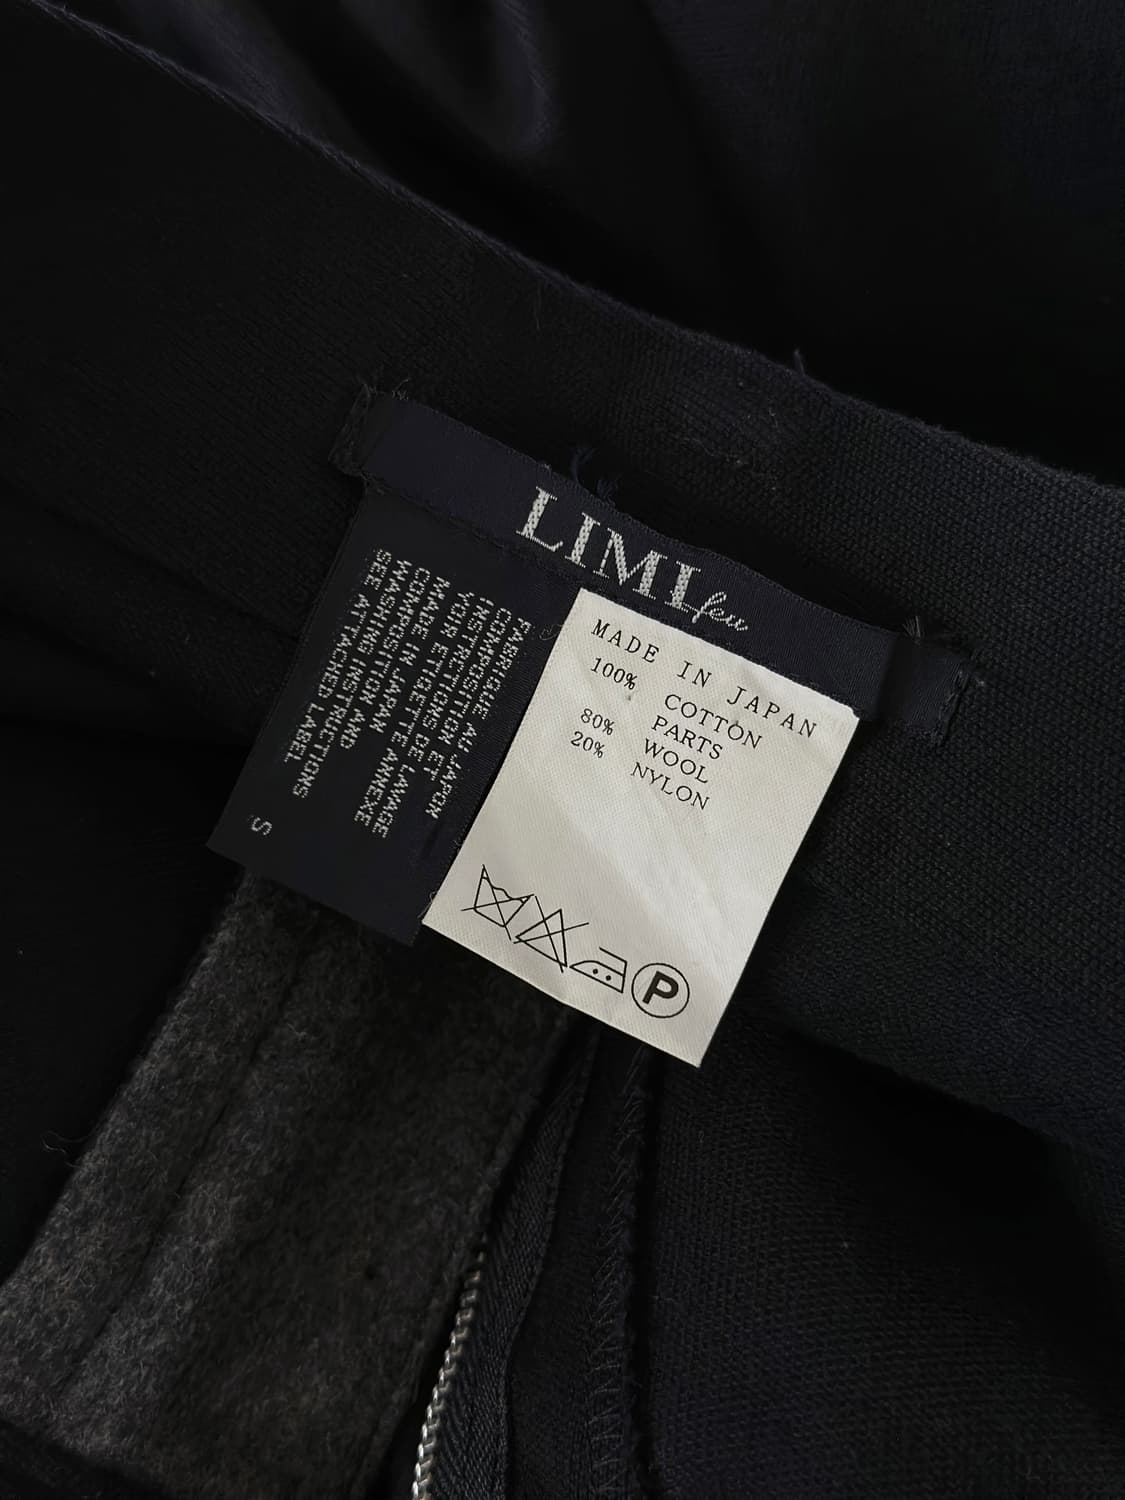 LIMI feu
FABRIQUE AU JAPON
COMPOSITION ET
INSTRUCTIONS DE LAVAGE
VOIR ETIQUETTE ANNEXE
MADE IN JAPAN
COMPOSITION AND
WASHING INSTRUCTIONS
SEE ATTACHED LABEL
S
MADE IN JAPAN
100% COTTON
PARTS
80% WOOL
20% NYLON
P